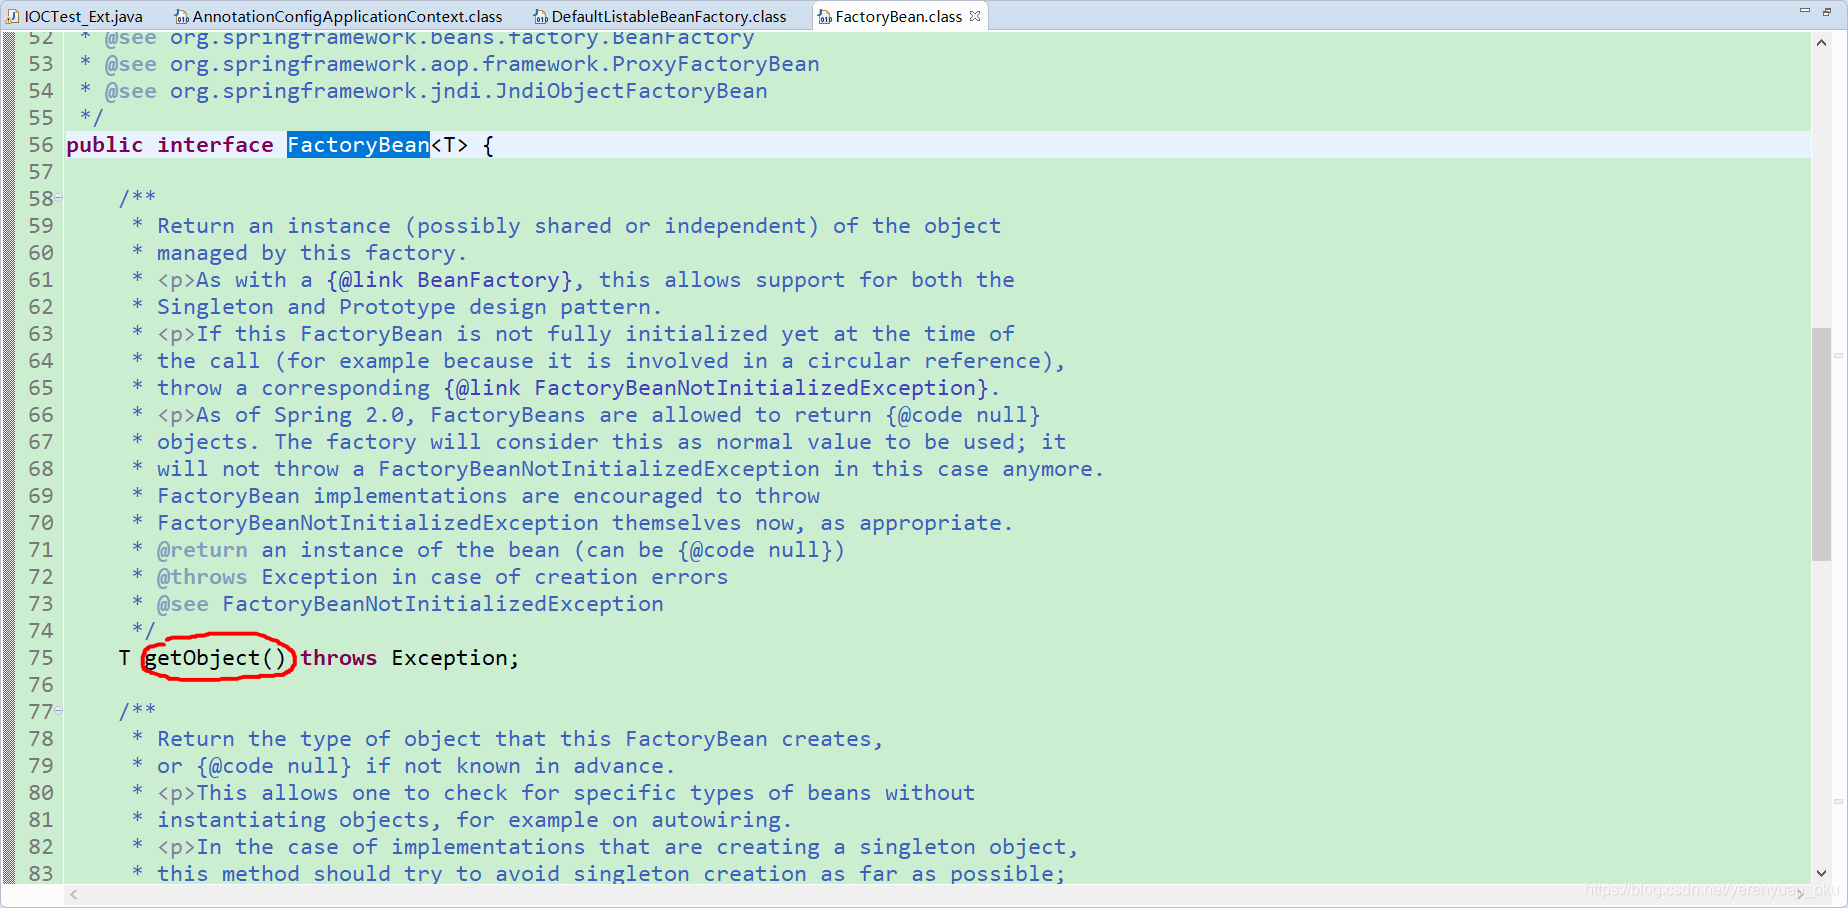 IOCTest_Ext.java AnnotationConfigApplicationContext.class DefaultListableBeanFactory.class FactoryBean.class
52 * @see org.springframework.beans.factory.BeanFactory
53 * @see org.springframework.aop.framework.ProxyFactoryBean
54 * @see org.springframework.jndi.JndiObjectFactoryBean
55 */
56 public interface FactoryBean<T> {
57
58 /**
59 * Return an instance (possibly shared or independent) of the object
60 * managed by this factory.
61 * <p>As with a {@link BeanFactory}, this allows support for both the
62 * Singleton and Prototype design pattern.
63 * <p>If this FactoryBean is not fully initialized yet at the time of
64 * the call (for example because it is involved in a circular reference),
65 * throw a corresponding {@link FactoryBeanNotInitializedException}.
66 * <p>As of Spring 2.0, FactoryBeans are allowed to return {@code null}
67 * objects. The factory will consider this as normal value to be used; it
68 * will not throw a FactoryBeanNotInitializedException in this case anymore.
69 * FactoryBean implementations are encouraged to throw
70 * FactoryBeanNotInitializedException themselves now, as appropriate.
71 * @return an instance of the bean (can be {@code null})
72 * @throws Exception in case of creation errors
73 * @see FactoryBeanNotInitializedException
74 */
75 T getObject() throws Exception;
76
77 /**
78 * Return the type of object that this FactoryBean creates,
79 * or {@code null} if not known in advance.
80 * <p>This allows one to check for specific types of beans without
81 * instantiating objects, for example on autowiring.
82 * <p>In the case of implementations that are creating a singleton object,
83 * this method should try to avoid singleton creation as far as possible;
https://blog.csdn.net/yerenyuan_pku